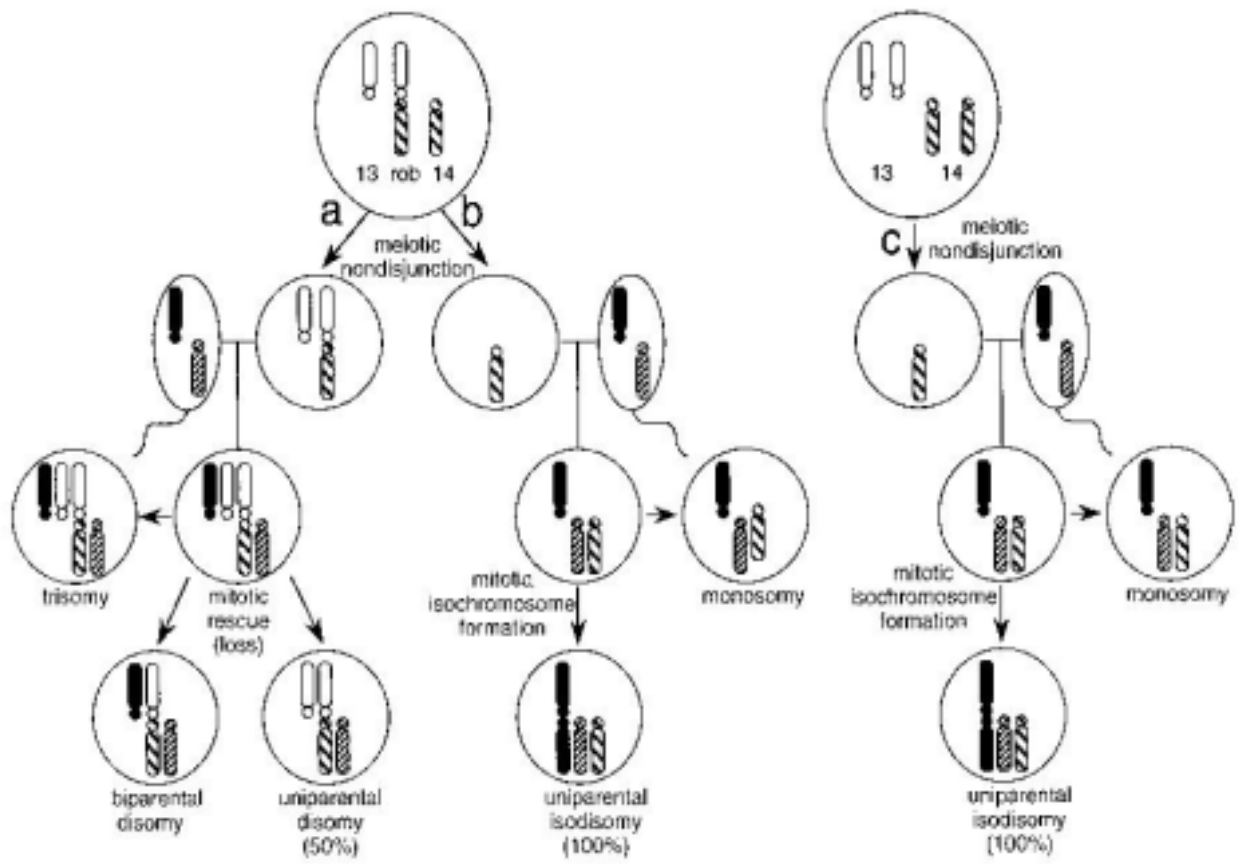 13 rob 14
13 14
a
b
c
meiotic
nondisjunction
meiotic
nondisjunction
trisomy
mitotic
rescue
(loss)
mitotic
isochromosome
formation
monosomy
mitotic
isochromosome
formation
monosomy
biparental
disomy
uniparental
disomy
(50%)
uniparental
isodisomy
(100%)
uniparental
isodisomy
(100%)